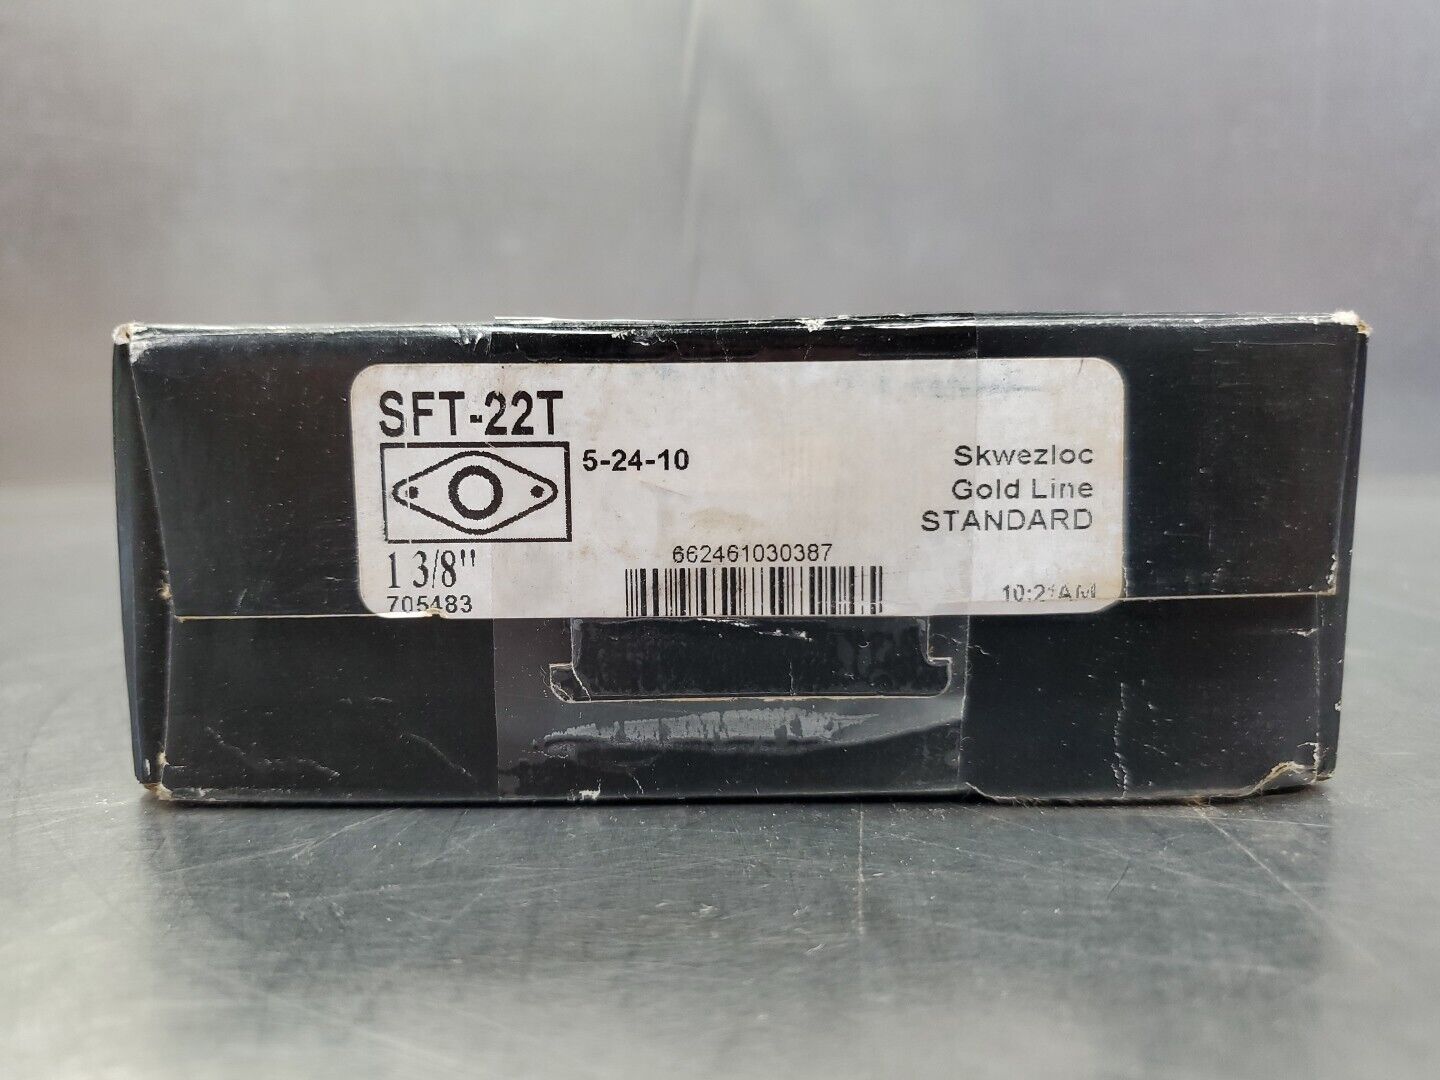 SFT-22T
5-24-10
Skwezloc
Gold Line
STANDARD
1 3/8"
705483
662461030387
10:21AM